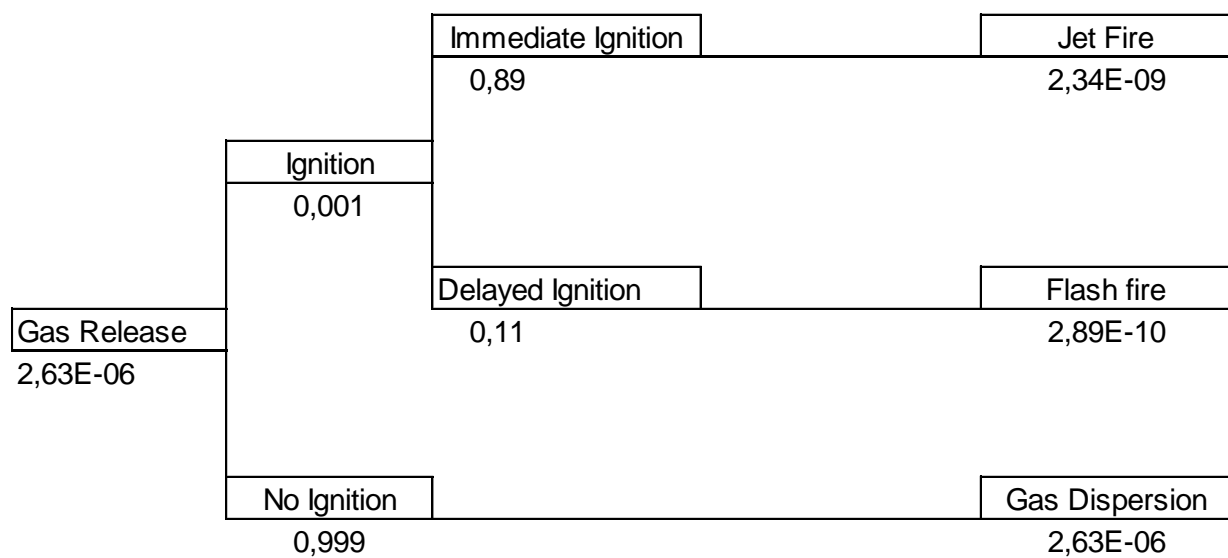 Immediate Ignition
Jet Fire
0,89
2,34E-09
Ignition
0,001
Delayed Ignition
Flash fire
0,11
2,89E-10
Gas Release
2,63E-06
No Ignition
Gas Dispersion
0,999
2,63E-06